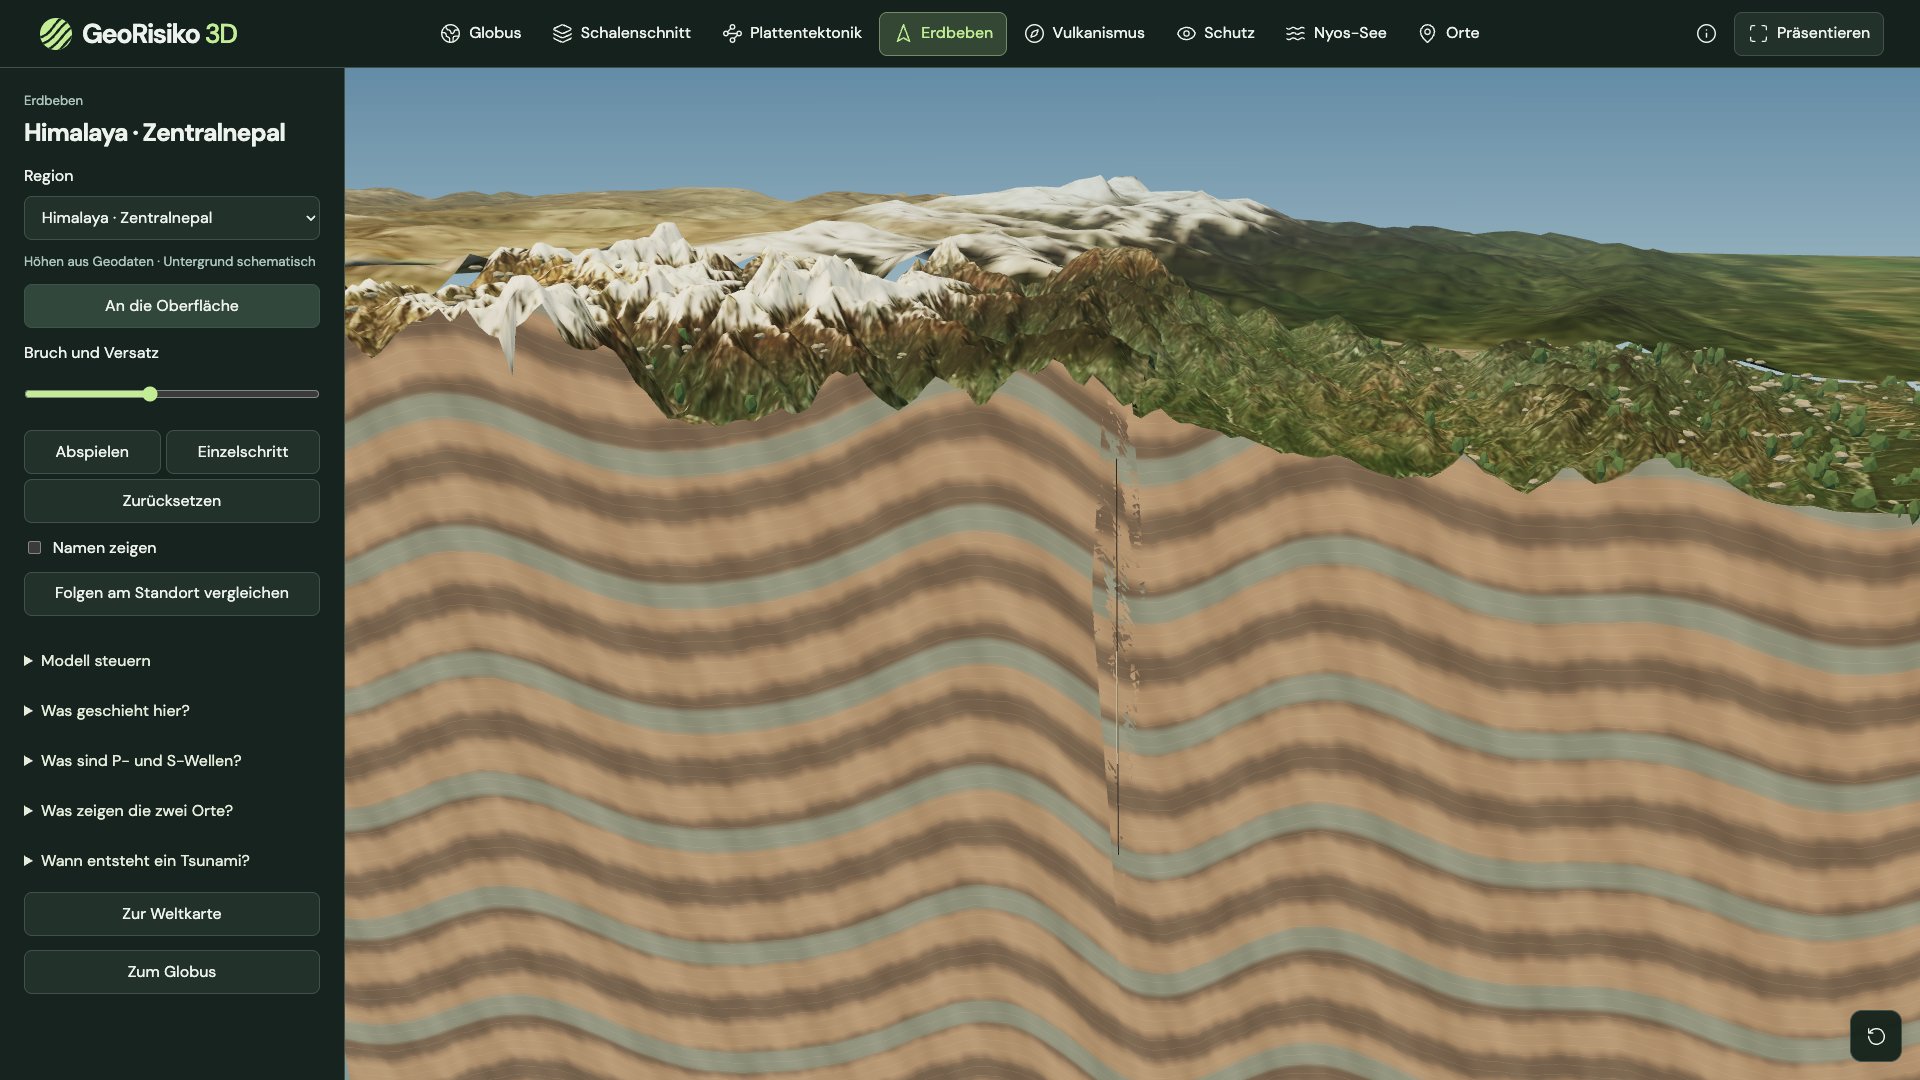 GeoRisiko 3D
Globus
Schalenschnitt
Plattentektonik
Erdbeben
Vulkanismus
Schutz
Nyos-See
Orte
Präsentieren
Erdbeben
Himalaya · Zentralnepal
Region
Himalaya · Zentralnepal
Höhen aus Geodaten · Untergrund schematisch
An die Oberfläche
Bruch und Versatz
Abspielen
Einzelschritt
Zurücksetzen
Namen zeigen
Folgen am Standort vergleichen
Modell steuern
Was geschieht hier?
Was sind P- und S-Wellen?
Was zeigen die zwei Orte?
Wann entsteht ein Tsunami?
Zur Weltkarte
Zum Globus